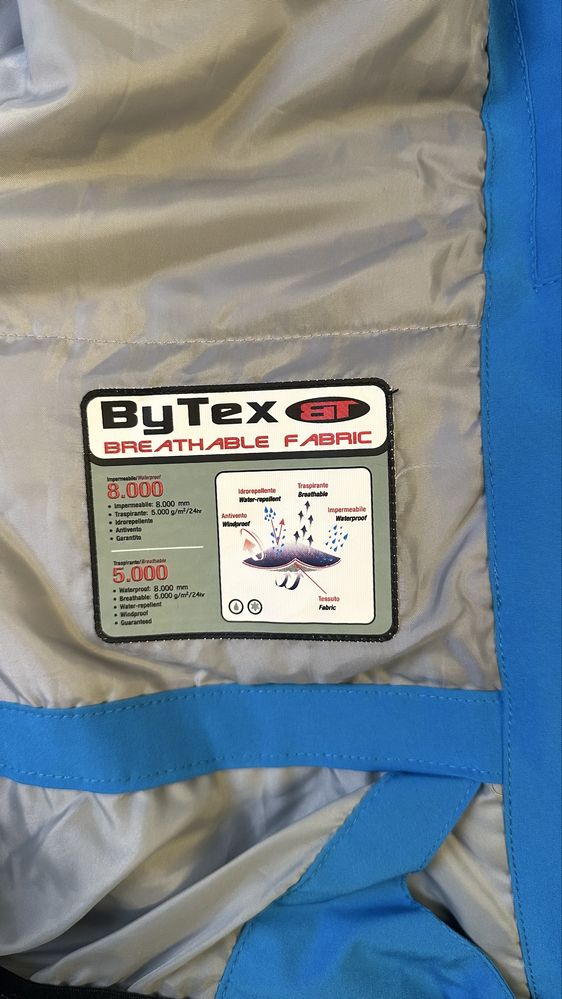 ByTex BT
BREATHABLE FABRIC
Impermeabile/Waterproof
8.000
• Impermeabile: 8.000 mm
• Traspirante: 5.000 g/m²/24hr
• Idrorepellente
• Antivento
• Garantito
Traspirante/Breathable
5.000
• Waterproof: 8.000 mm
• Breathable: 5.000 g/m²/24hr
• Water-repellent
• Windproof
• Guaranteed
Idrorepellente
Water-repellent
Traspirante
Breathable
Antivento
Windproof
Impermeabile
Waterproof
Tessuto
Fabric